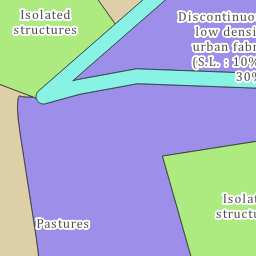 Isolated
structures
Discontinuo
low densi
urban fabr
(S.L. : 10%
30%
Isola
structu
Pastures